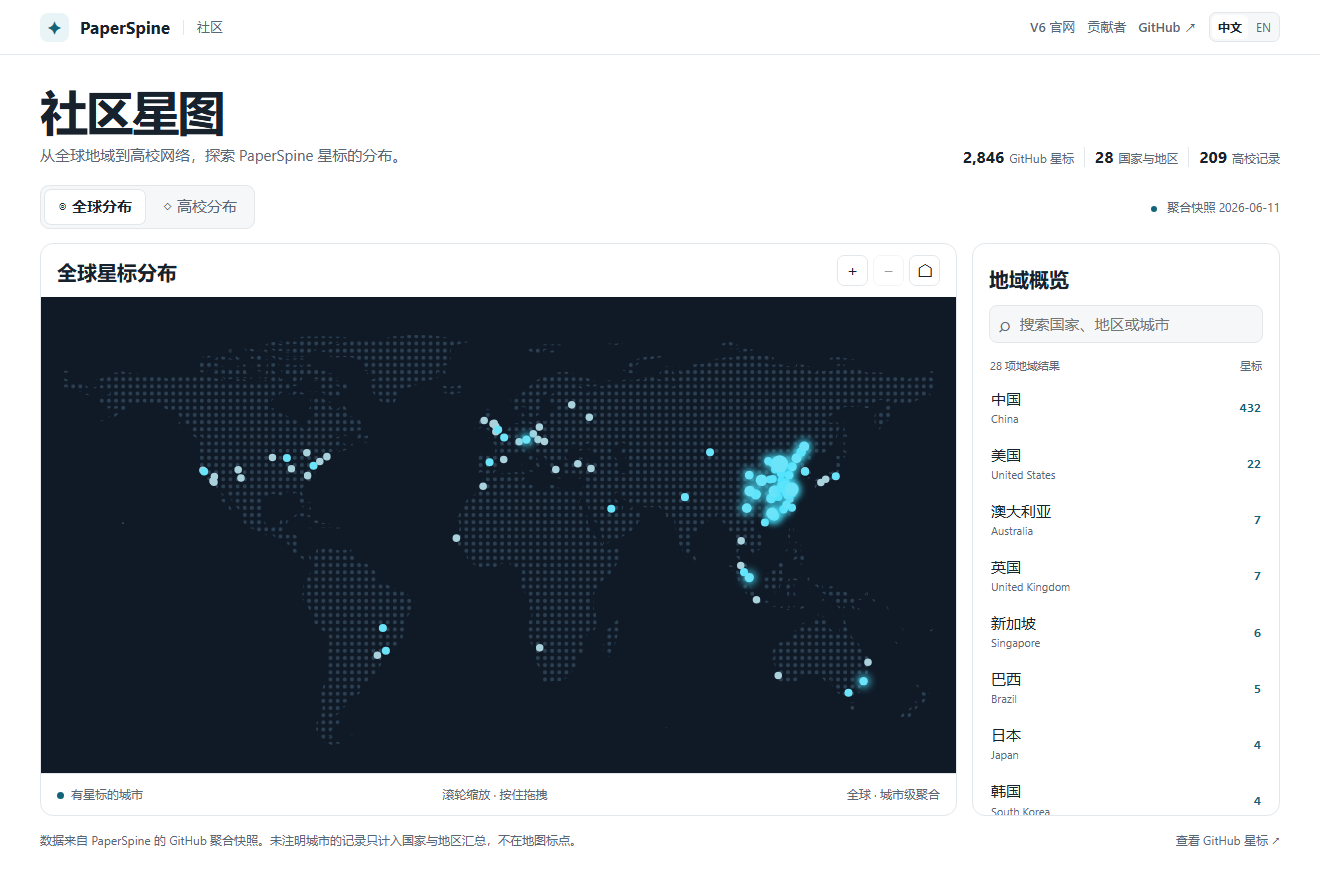 PaperSpine
社区
V6 官网 贡献者 GitHub ↗ 中文 EN
社区星图
从全球地域到高校网络，探索 PaperSpine 星标的分布。
2,846 GitHub 星标 28 国家与地区 209 高校记录
全球分布 高校分布
聚合快照 2026-06-11
全球星标分布
地域概览
搜索国家、地区或城市
28 项地域结果 星标
中国 432
China
美国 22
United States
澳大利亚 7
Australia
英国 7
United Kingdom
新加坡 6
Singapore
巴西 5
Brazil
日本 4
Japan
韩国 4
South Korea
有星标的城市 滚轮缩放 · 按住拖拽 全球 · 城市级聚合
数据来自 PaperSpine 的 GitHub 聚合快照。未注明城市的记录只计入国家与地区汇总，不在地图标点。
查看 GitHub 星标 ↗